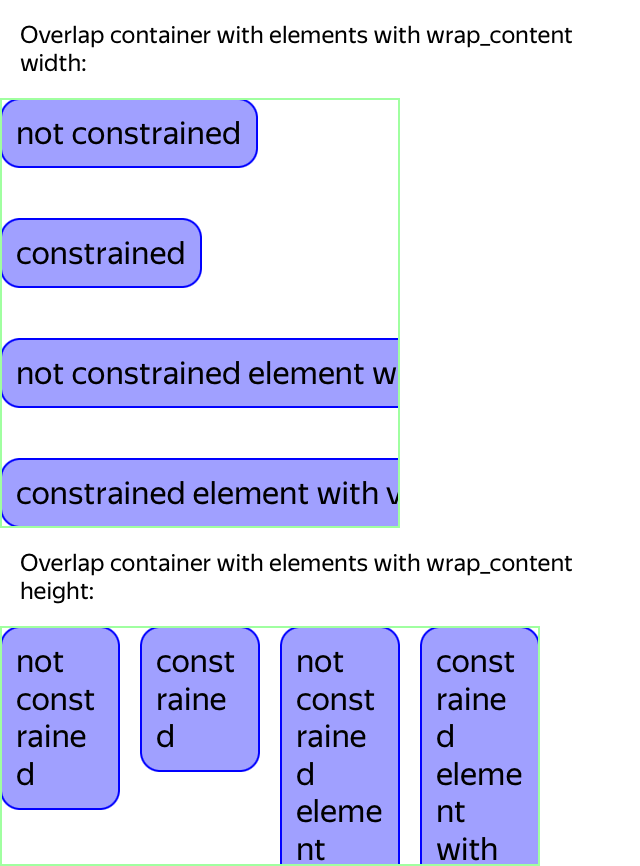 Overlap container with elements with wrap_content
width:
not constrained
constrained
not constrained element w
constrained element with
Overlap container with elements with wrap_content
height:
not
const
raine
d
const
raine
d
not
const
raine
d
eleme
nt
const
raine
d
eleme
nt
with